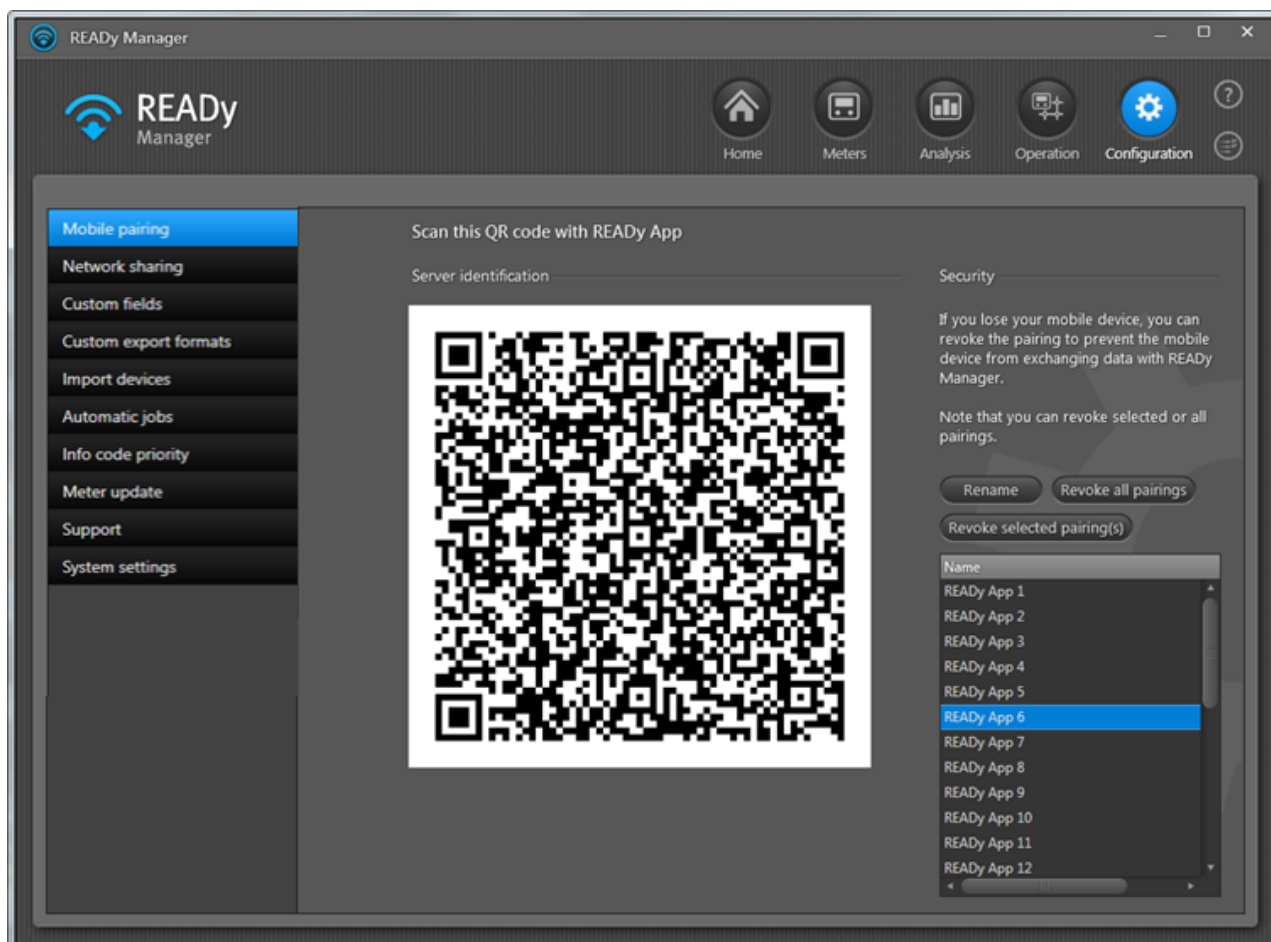 READy Manager
READy
Manager
Home
Meters
Analysis
Operation
Configuration
?
Mobile pairing
Network sharing
Custom fields
Custom export formats
Import devices
Automatic jobs
Info code priority
Meter update
Support
System settings
Scan this QR code with READy App
Server identification
Security
If you lose your mobile device, you can
revoke the pairing to prevent the mobile
device from exchanging data with READy
Manager.
Note that you can revoke selected or all
pairings.
Rename
Revoke all pairings
Revoke selected pairing(s)
Name
READy App 1
READy App 2
READy App 3
READy App 4
READy App 5
READy App 6
READy App 7
READy App 8
READy App 9
READy App 10
READy App 11
READy App 12